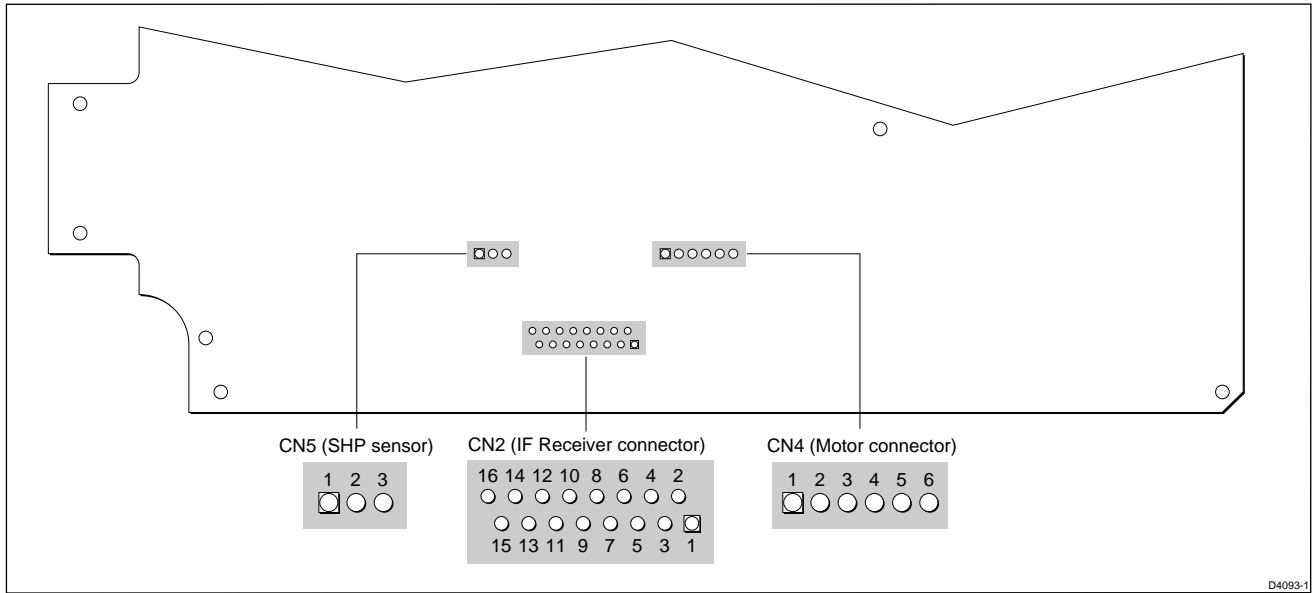 CN5 (SHP sensor)
1 2 3
CN2 (IF Receiver connector)
16 14 12 10 8 6 4 2
15 13 11 9 7 5 3 1
CN4 (Motor connector)
1 2 3 4 5 6
D4093-1